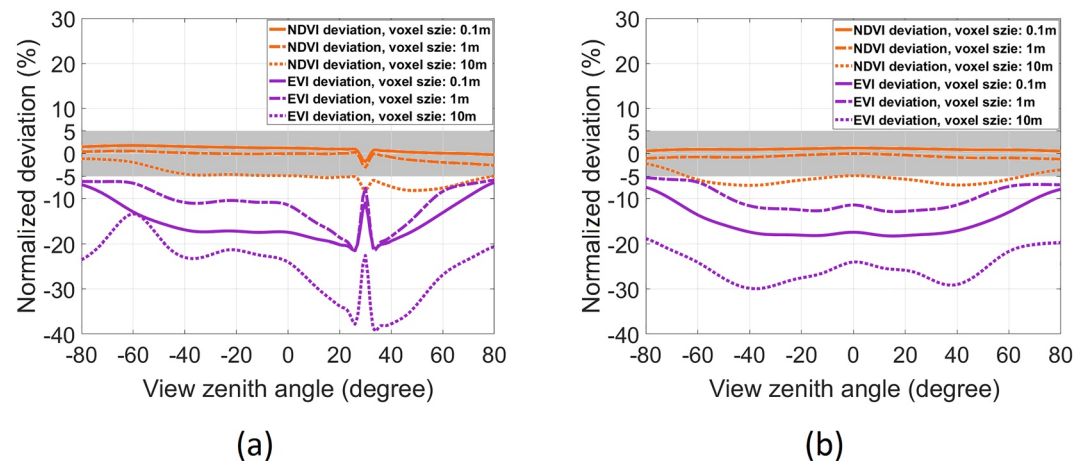 30
20
10
5
0
-5
-10
-20
-30
-40
Normalized deviation (%)
NDVI deviation, voxel szie: 0.1m
NDVI deviation, voxel szie: 1m
NDVI deviation, voxel szie: 10m
EVI deviation, voxel szie: 0.1m
EVI deviation, voxel szie: 1m
EVI deviation, voxel szie: 10m
-80 -60 -40 -20 0 20 40 60 80
View zenith angle (degree)
(a)
30
20
10
5
0
-5
-10
-20
-30
-40
Normalized deviation (%)
NDVI deviation, voxel szie: 0.1m
NDVI deviation, voxel szie: 1m
NDVI deviation, voxel szie: 10m
EVI deviation, voxel szie: 0.1m
EVI deviation, voxel szie: 1m
EVI deviation, voxel szie: 10m
-80 -60 -40 -20 0 20 40 60 80
View zenith angle (degree)
(b)